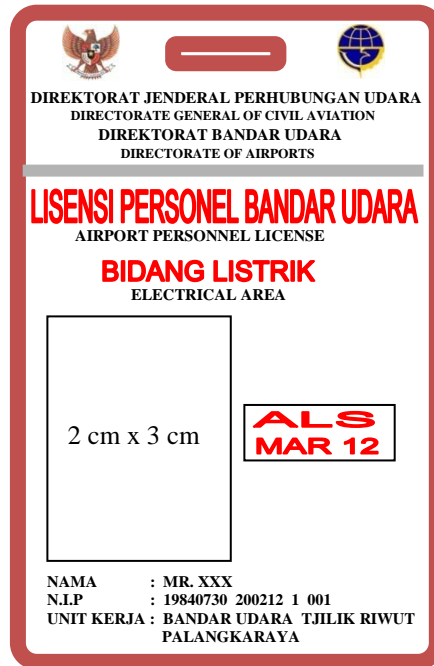 DIREKTORAT JENDERAL PERHUBUNGAN UDARA
DIRECTORATE GENERAL OF CIVIL AVIATION
DIREKTORAT BANDAR UDARA
DIRECTORATE OF AIRPORTS
LISENSI PERSONEL BANDAR UDARA
AIRPORT PERSONNEL LICENSE
BIDANG LISTRIK
ELECTRICAL AREA
2 cm x 3 cm
ALS
MAR 12
NAMA : MR. XXX
N.I.P : 19840730 200212 1 001
UNIT KERJA : BANDAR UDARA TJILIK RIWUT
PALANGKARAYA